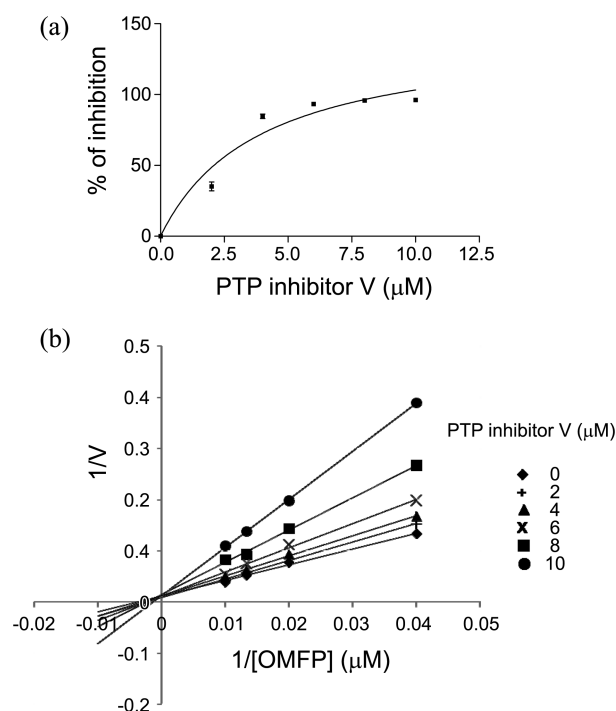 (a)
150
100
50
0
% of inhibition
0.0 2.5 5.0 7.5 10.0 12.5
PTP inhibitor V (μM)
(b)
0.5
0.4
0.3
0.2
0.4
0
-0.1
-0.2
1/V
-0.02 -0.01 0 0.01 0.02 0.03 0.04 0.05
1/[OMFP] (μM)
PTP inhibitor V (μM)
0
2
4
6
8
10